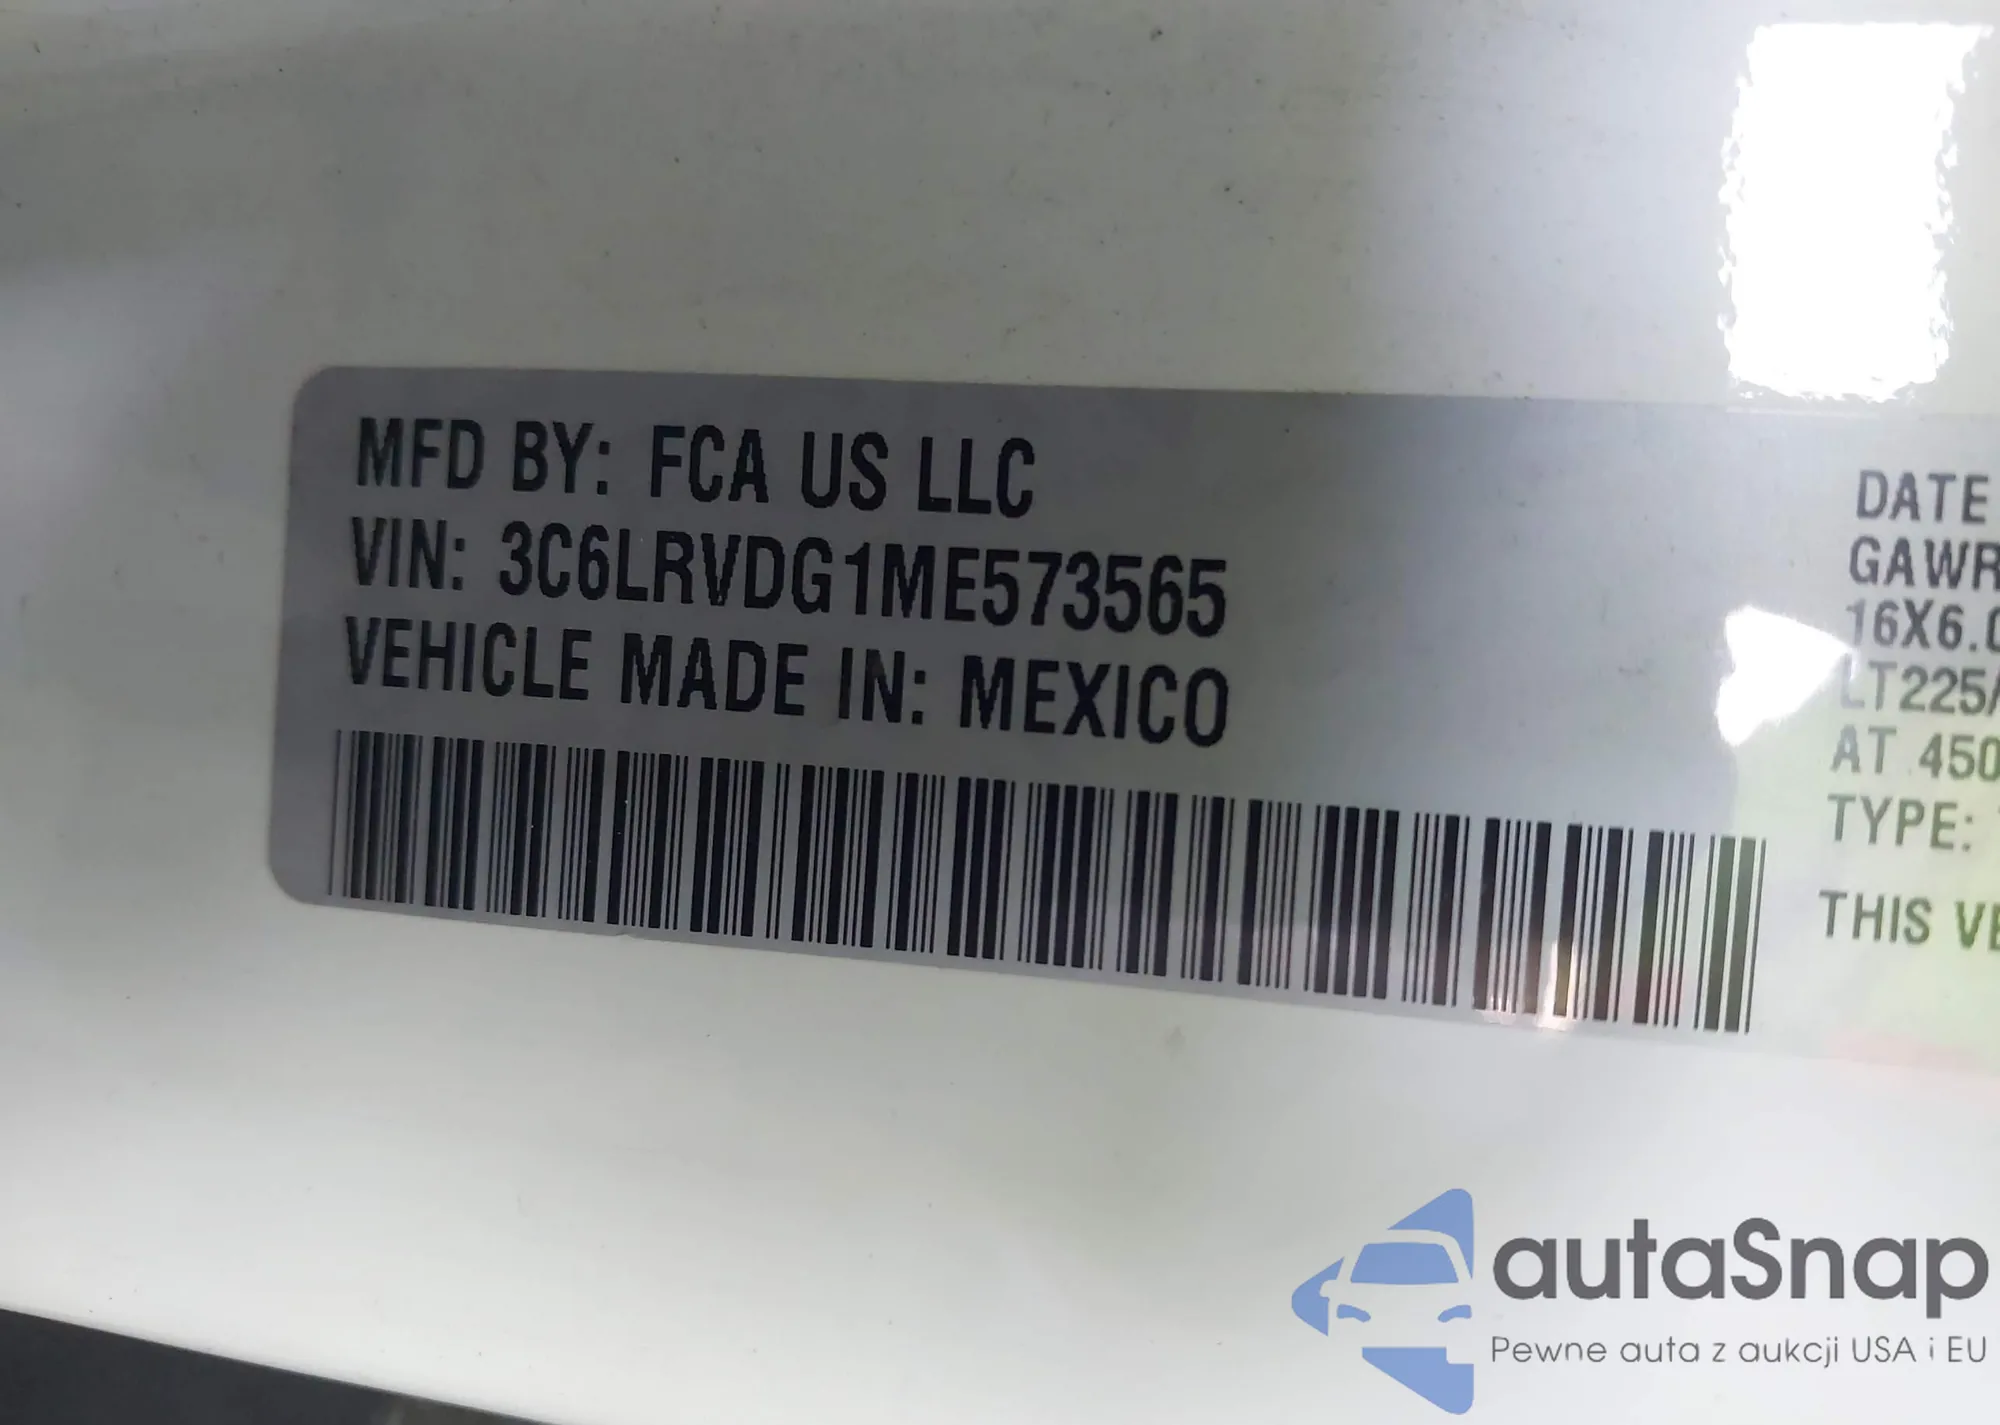 MFD BY: FCA US LLC
VIN: 3C6LRVDG1ME573565
VEHICLE MADE IN: MEXICO
DATE
GAWR
16X6.0
LT225/
AT 450
TYPE:
THIS VE
autaSnap
Pewne auta z aukcji USA i EU